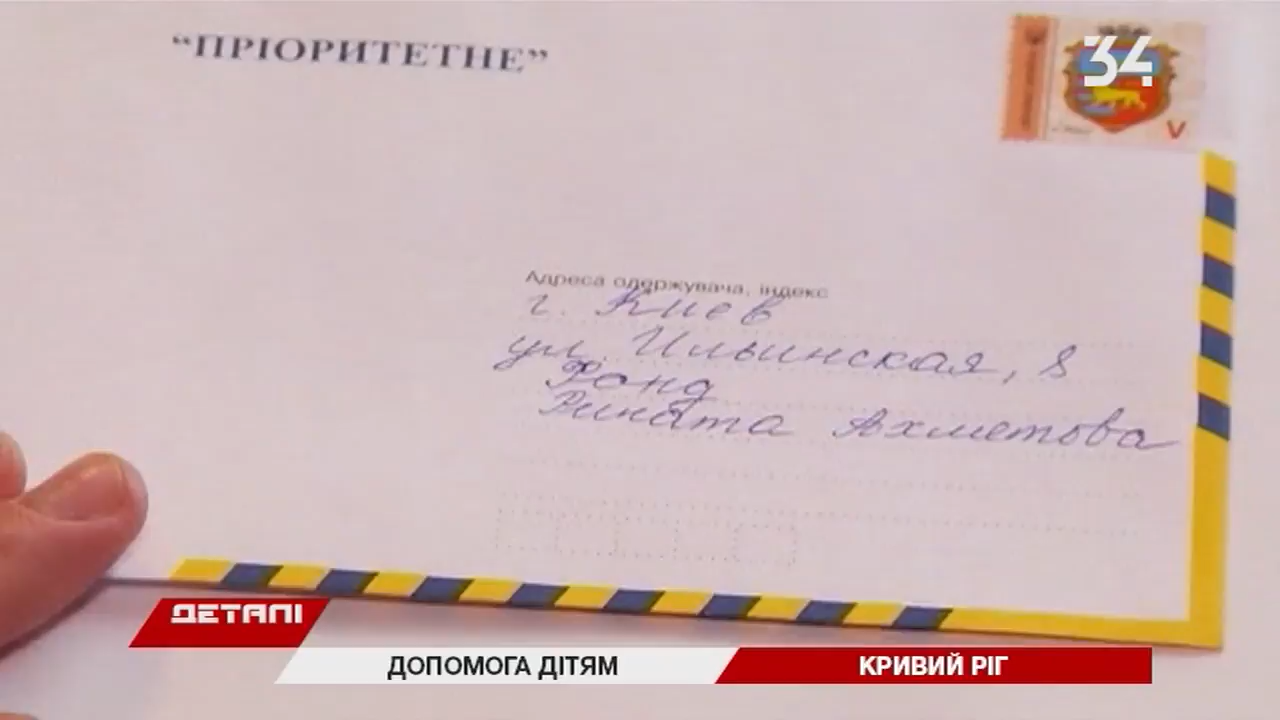 “ПРІОРИТЕТНЕ”
34
V
Адреса одержувача, індекс
г. Киев
ул. Ильинская, 8
Фонд
Рината Ахметова
ДЕТАЛІ
ДОПОМОГА ДІТЯМ
КРИВИЙ РІГ